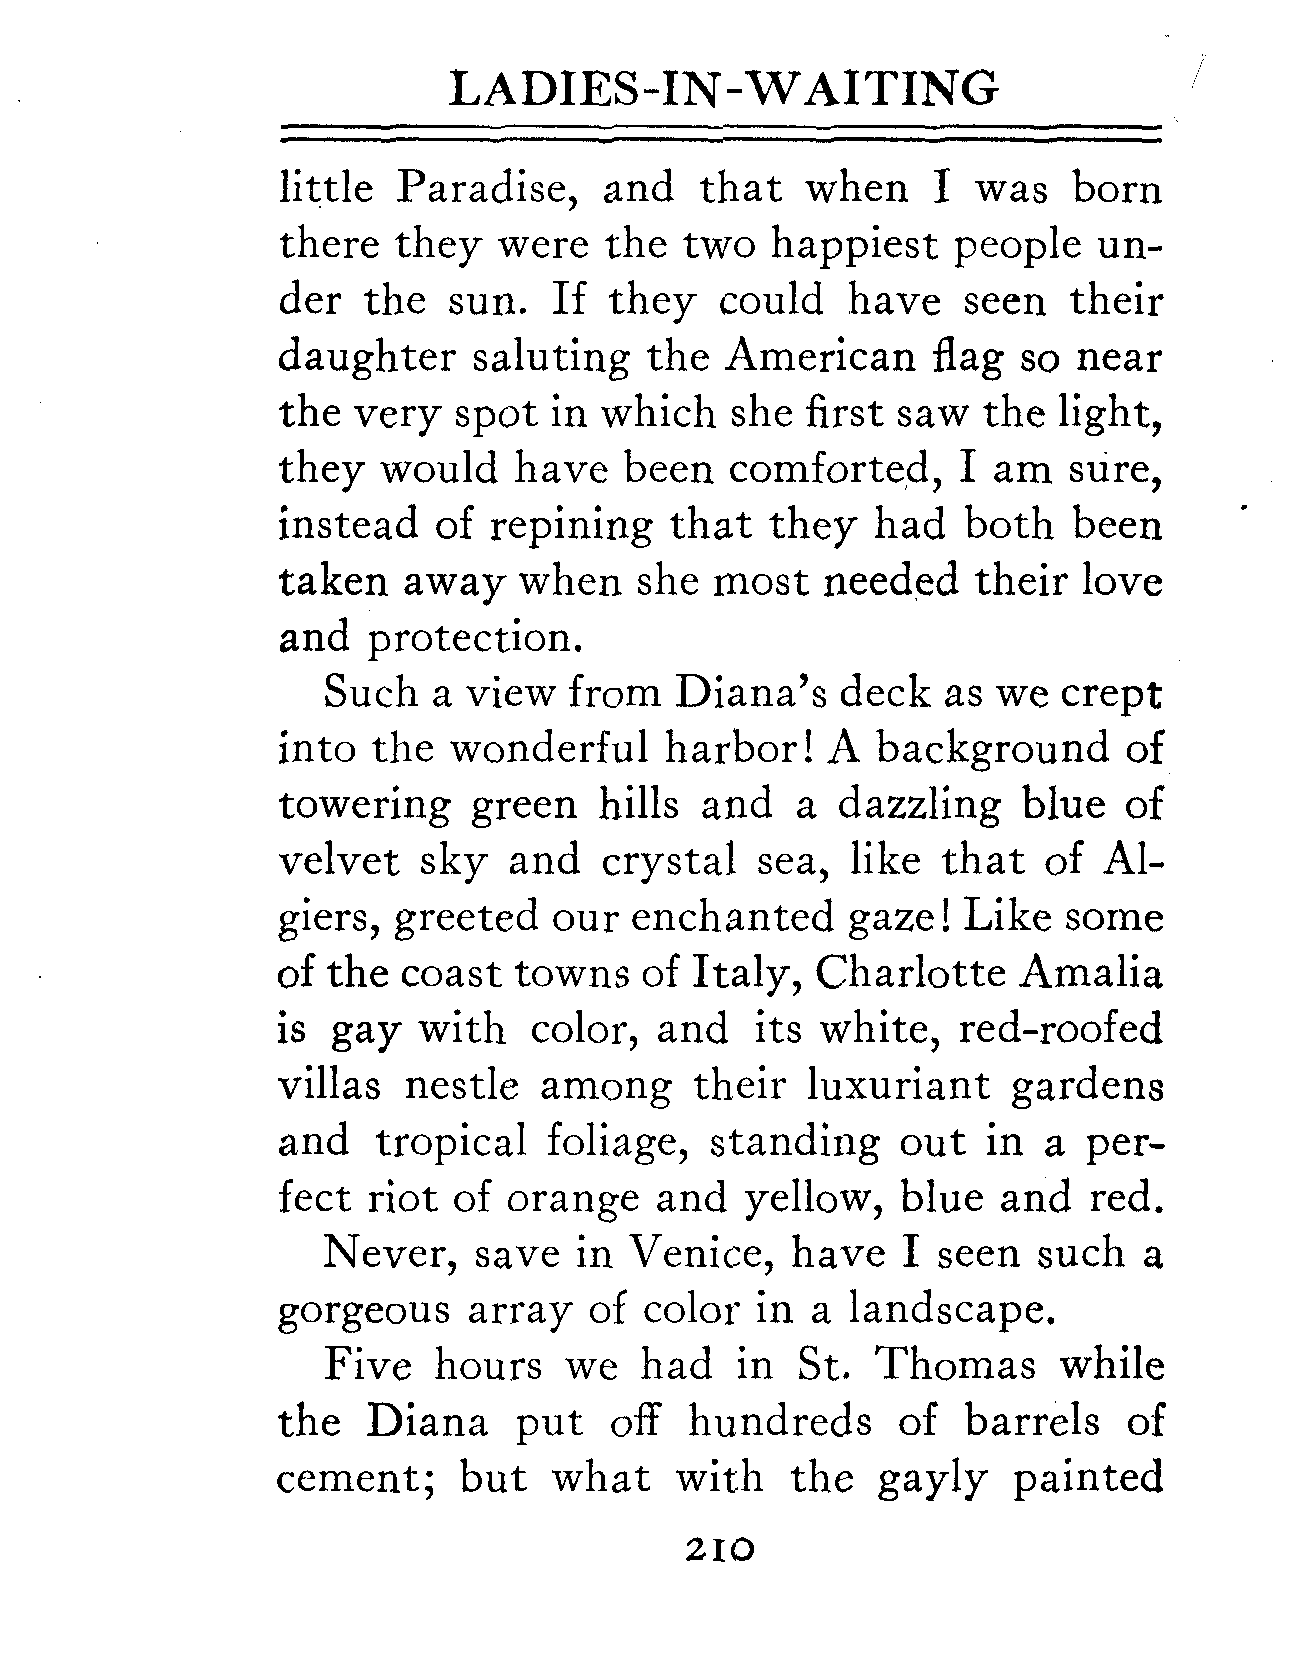 LADIES-IN-WAITING
little Paradise, and that when I was born
there they were the two happiest people un-
der the sun. If they could have seen their
daughter saluting the American flag so near
the very spot in which she first saw the light,
they would have been comforted, I am sure,
instead of repining that they had both been
taken away when she most needed their love
and protection.
Such a view from Diana's deck as we crept
into the wonderful harbor! A background of
towering green hills and a dazzling blue of
velvet sky and crystal sea, like that of Al-
giers, greeted our enchanted gaze! Like some
of the coast towns of Italy, Charlotte Amalia
is gay with color, and its white, red-roofed
villas nestle among their luxuriant gardens
and tropical foliage, standing out in a per-
fect riot of orange and yellow, blue and red.
Never, save in Venice, have I seen such a
gorgeous array of color in a landscape.
Five hours we had in St. Thomas while
the Diana put off hundreds of barrels of
cement; but what with the gayly painted
210